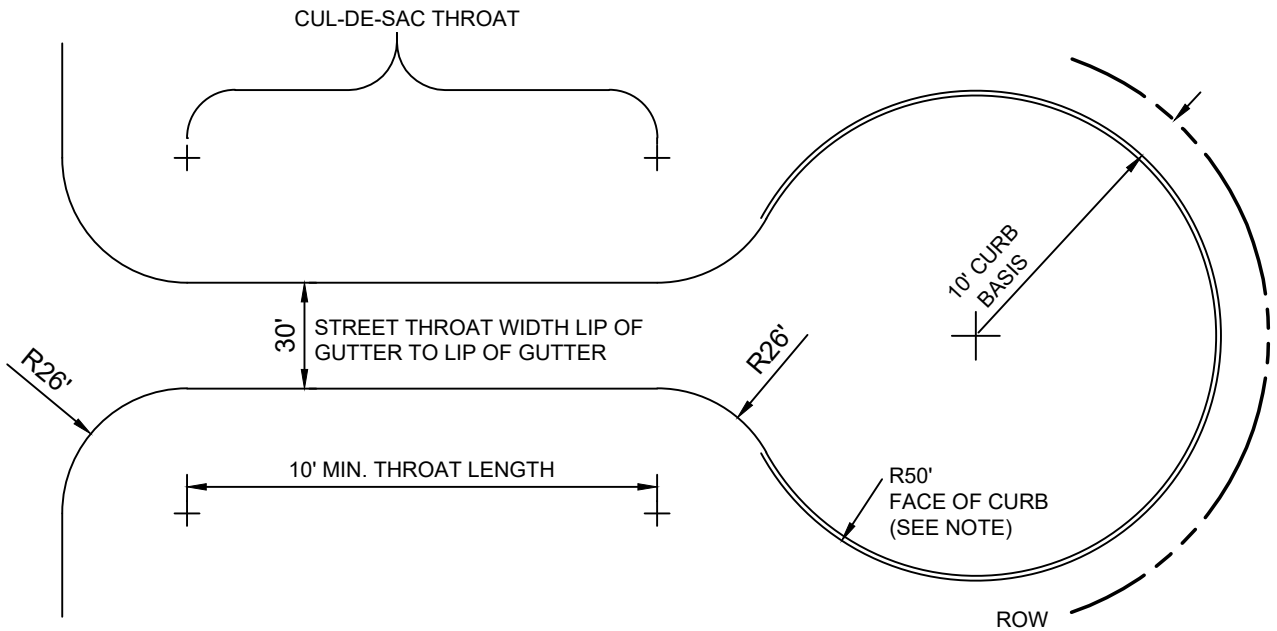 CUL-DE-SAC THROAT
10' CURB
BASIS
30'
STREET THROAT WIDTH LIP OF
GUTTER TO LIP OF GUTTER
R26'
R26'
10' MIN. THROAT LENGTH
R50'
FACE OF CURB
(SEE NOTE)
ROW